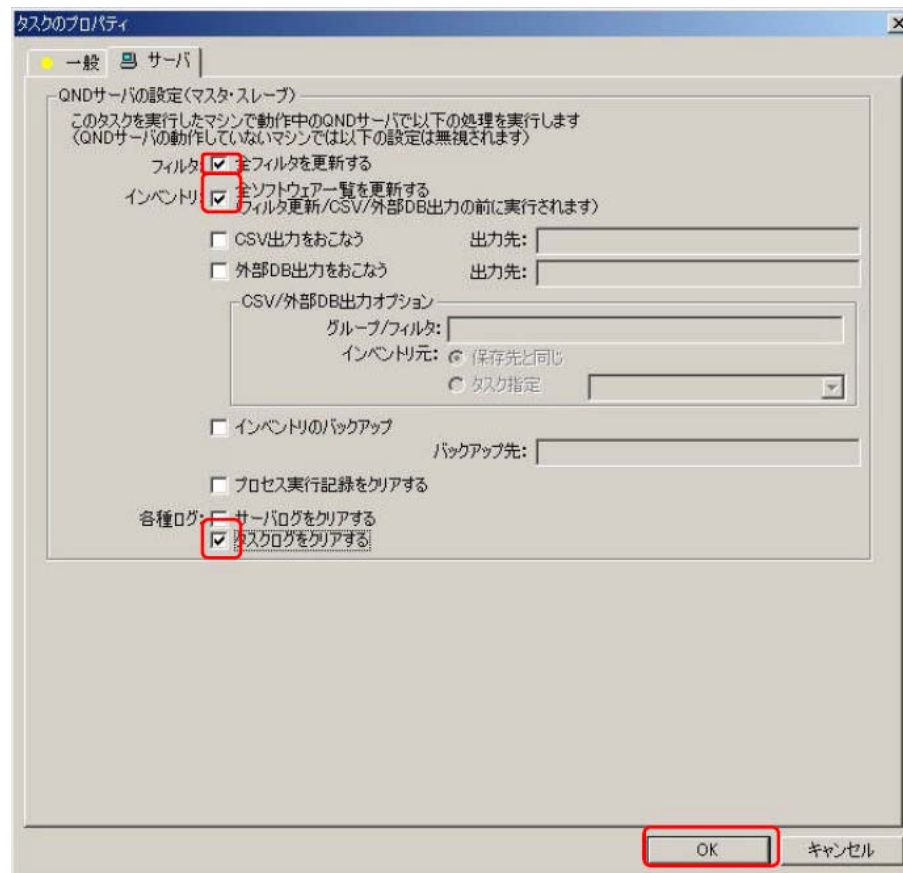 タスクのプロパティ
一般 サーバ
QNDサーバの設定(マスタ・スレーブ)
このタスクを実行したマシンで動作中のQNDサーバで以下の処理を実行します
(QNDサーバの動作していないマシンでは以下の設定は無視されます)
フィルタ: 全フィルタを更新する
インベントリ: 全ソフトウェア一覧を更新する
(フィルタ更新/CSV/外部DB出力の前に実行されます)
CSV出力をおこなう 出力先:
外部DB出力をおこなう 出力先:
CSV/外部DB出力オプション
グループ/フィルタ:
インベントリ元: 保存先と同じ
タスク指定
インベントリのバックアップ
バックアップ先:
プロセス実行記録をクリアする
各種ログ: サーバログをクリアする
タスクログをクリアする
OK キャンセル